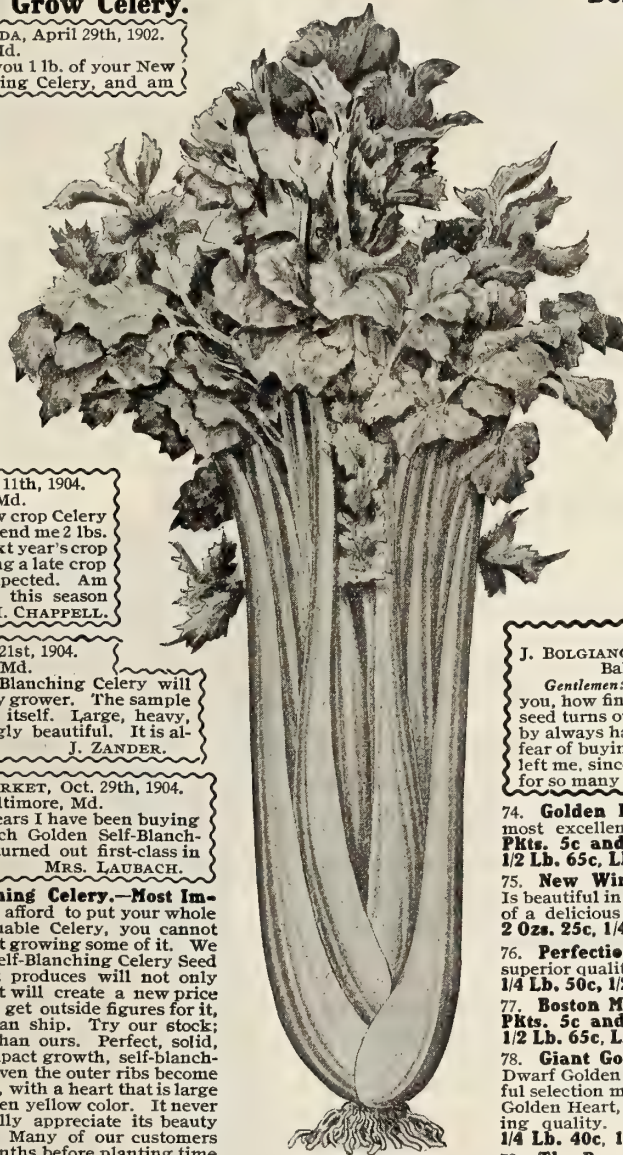 Grow Celery.
DA, April 29th, 1902.
Md.
you 1 lb. of your New
ing Celery, and am
11th, 1904.
Md.
w crop Celery
end me 2 lbs.
xt year's crop
ng a late crop
pected. Am
this season
CHAPPELL.
21st, 1904.
Md.
Blanching Celery will
y grower. The sample
itself. Large, heavy,
gly beautiful. It is al-
J. ZANDER.
RKET, Oct. 29th, 1904.
ltimore, Md.
ears I have been buying
ch Golden Self-Blanch-
urned out first-class in
MRS. LAUBACH.
hing Celery.—Most Im-
afford to put your whole
uable Celery, you cannot
t growing some of it. We
elf-Blanching Celery Seed
t produces will not only
t will create a new price
get outside figures for it,
an ship. Try our stock;
han ours. Perfect, solid,
mpact growth, self-blanch-
ven the outer ribs become
, with a heart that is large
en yellow color. It never
lly appreciate its beauty
Many of our customers
nths before planting time
J. BOLGIANO
Bal
Gentlemen:
you, how fin
seed turns ou
by always ha
fear of buyin
left me, since
for so many
74. Golden
most excellen
Pkts. 5c and
1/2 Lb. 65c, L
75. New Win
Is beautiful in
of a delicious
2 Ozs. 25c, 1/4
76. Perfectio
superior qualit
1/4 Lb. 50c, 1/2
77. Boston M
Pkts. 5c and
1/2 Lb. 65c, L
78. Giant Go
Dwarf Golden
ful selection m
Golden Heart,
ing quality.
1/4 Lb. 40c, 1